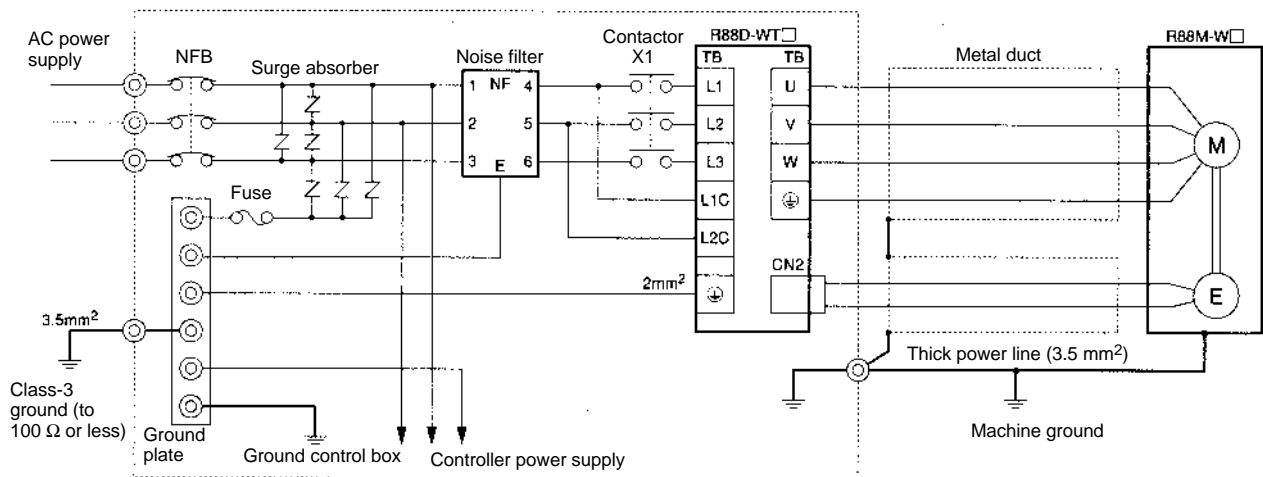 AC power
supply
NFB
Surge absorber
Noise filter
Contactor
X1
R88D-WT□
Metal duct
R88M-W□
TB
TB
1 NF 4
2 5
3 6
E
L1
L2
L3
L1C
L2C
U
V
W
CN2
M
E
Fuse
2mm²
3.5mm²
Class-3
ground (to
100 Ω or less)
Ground
plate
Ground control box
Controller power supply
Thick power line (3.5 mm²)
Machine ground